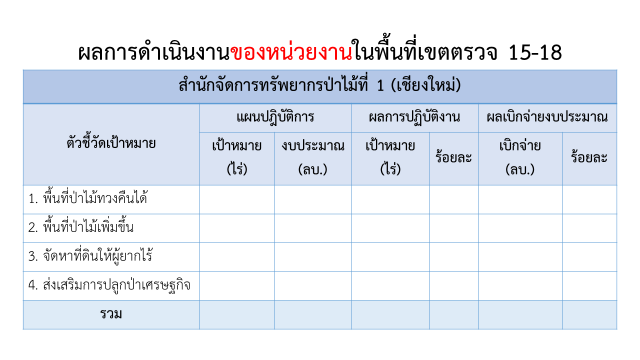 ผลการดำเนินงานของหน่วยงานในพื้นที่เขตตรวจ 15-18
สำนักจัดการทรัพยากรป่าไม้ที่ 1 (เชียงใหม่)
ตัวชี้วัดเป้าหมาย
แผนปฏิบัติการ
ผลการปฏิบัติงาน
ผลเบิกจ่ายงบประมาณ
เป้าหมาย
(ไร่)
งบประมาณ
(ลบ.)
เป้าหมาย
(ไร่)
ร้อยละ
เบิกจ่าย
(ลบ.)
ร้อยละ
1. พื้นที่ป่าไม้ทวงคืนได้
2. พื้นที่ป่าไม้เพิ่มขึ้น
3. จัดหาที่ดินให้ผู้ยากไร้
4. ส่งเสริมการปลูกป่าเศรษฐกิจ
รวม